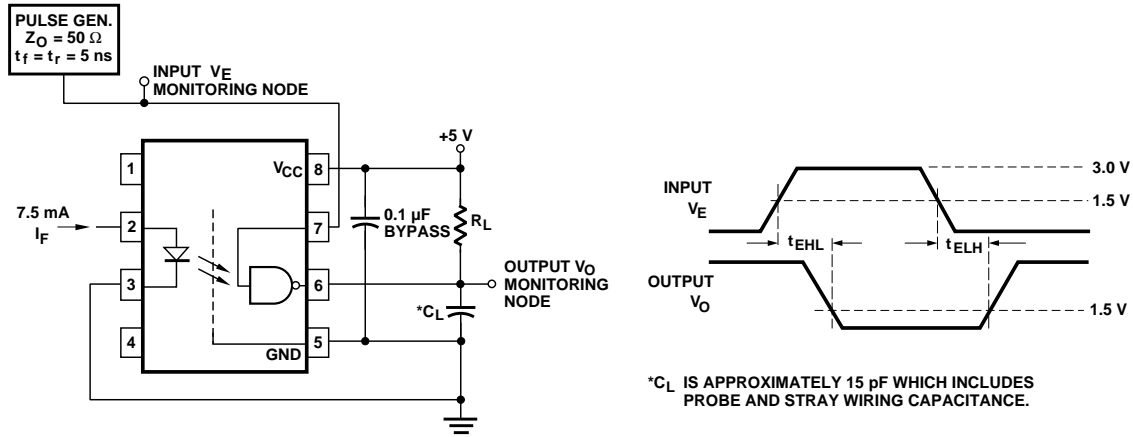 PULSE GEN.
Z_O = 50 Ω
t_f = t_r = 5 ns
INPUT V_E
MONITORING NODE
+5 V
1
V_CC
8
7.5 mA
I_F
2
7
0.1 µF
BYPASS
R_L
3
6
OUTPUT V_O
MONITORING
NODE
*C_L
4
GND
5
INPUT
V_E
3.0 V
1.5 V
t_EHL
t_ELH
OUTPUT
V_O
1.5 V
*C_L IS APPROXIMATELY 15 pF WHICH INCLUDES
PROBE AND STRAY WIRING CAPACITANCE.